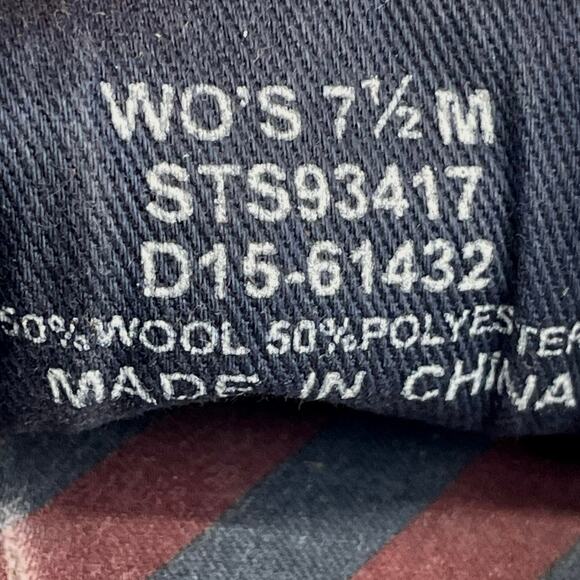 WO'S 7½ M
STS93417
D15-61432
50% WOOL 50% POLYESTER
MADE IN CHINA